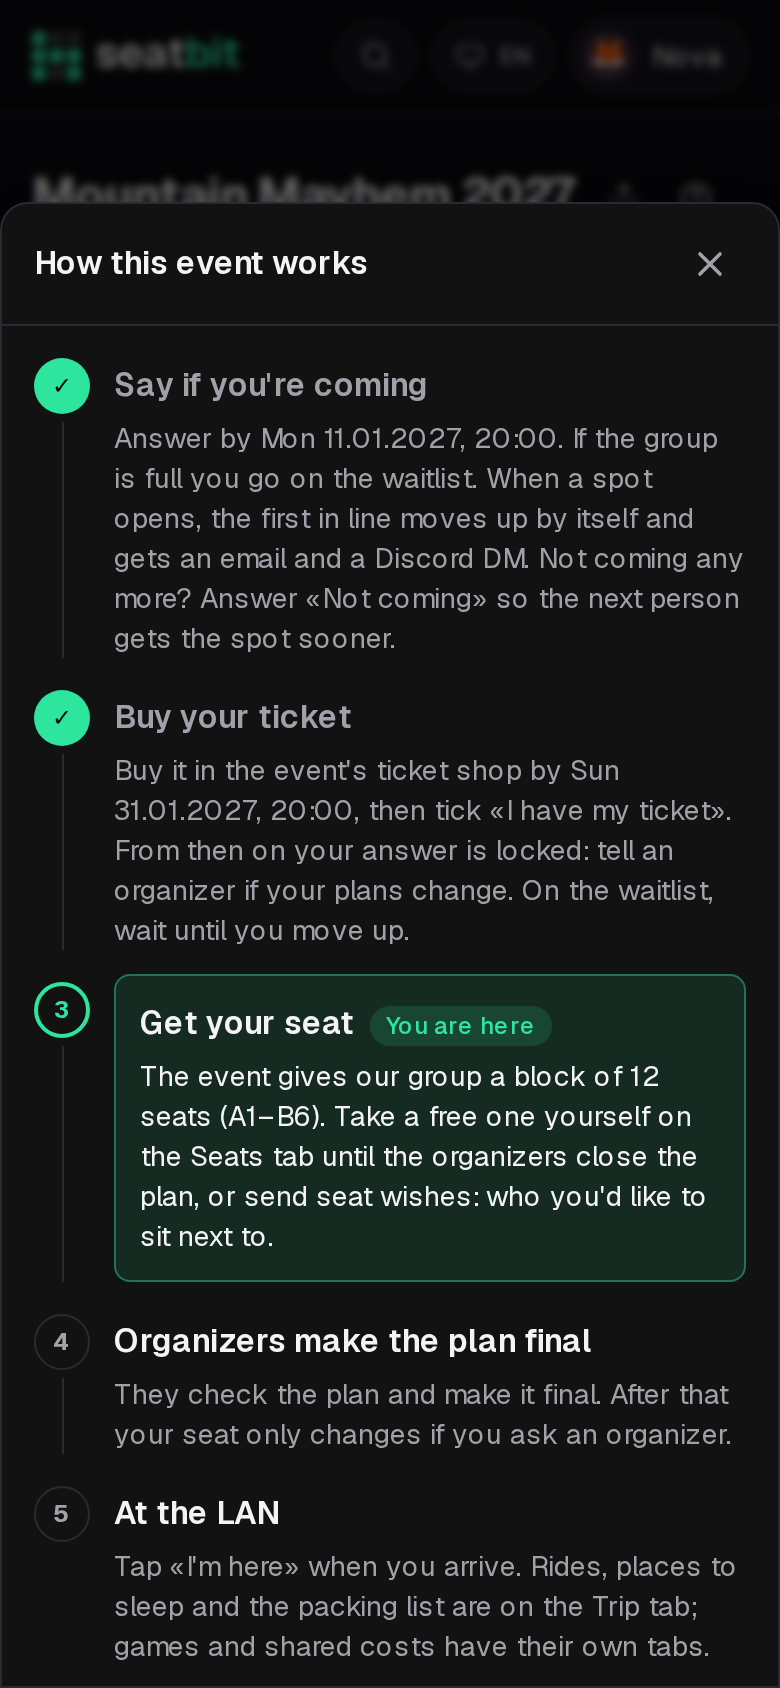 seatbit
EN
Nova
Mountain Mayhem 2027
How this event works
✓ Say if you're coming
Answer by Mon 11.01.2027, 20:00. If the group
is full you go on the waitlist. When a spot
opens, the first in line moves up by itself and
gets an email and a Discord DM. Not coming any
more? Answer «Not coming» so the next person
gets the spot sooner.
✓ Buy your ticket
Buy it in the event's ticket shop by Sun
31.01.2027, 20:00, then tick «I have my ticket».
From then on your answer is locked: tell an
organizer if your plans change. On the waitlist,
wait until you move up.
3 Get your seat You are here
The event gives our group a block of 12
seats (A1–B6). Take a free one yourself on
the Seats tab until the organizers close the
plan, or send seat wishes: who you'd like to
sit next to.
4 Organizers make the plan final
They check the plan and make it final. After that
your seat only changes if you ask an organizer.
5 At the LAN
Tap «I'm here» when you arrive. Rides, places to
sleep and the packing list are on the Trip tab;
games and shared costs have their own tabs.